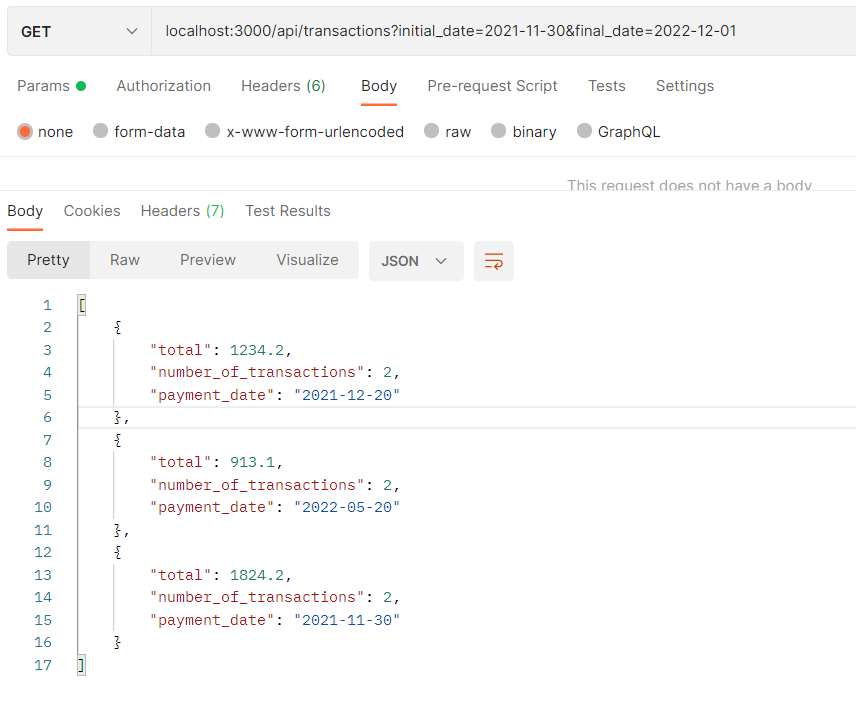 GET localhost:3000/api/transactions?initial_date=2021-11-30&final_date=2022-12-01
Params Authorization Headers (6) Body Pre-request Script Tests Settings
none form-data x-www-form-urlencoded raw binary GraphQL
This request does not have a body
Body Cookies Headers (7) Test Results
Pretty Raw Preview Visualize JSON
1 [
2 {
3 "total": 1234.2,
4 "number_of_transactions": 2,
5 "payment_date": "2021-12-20"
6 },
7 {
8 "total": 913.1,
9 "number_of_transactions": 2,
10 "payment_date": "2022-05-20"
11 },
12 {
13 "total": 1824.2,
14 "number_of_transactions": 2,
15 "payment_date": "2021-11-30"
16 }
17 ]